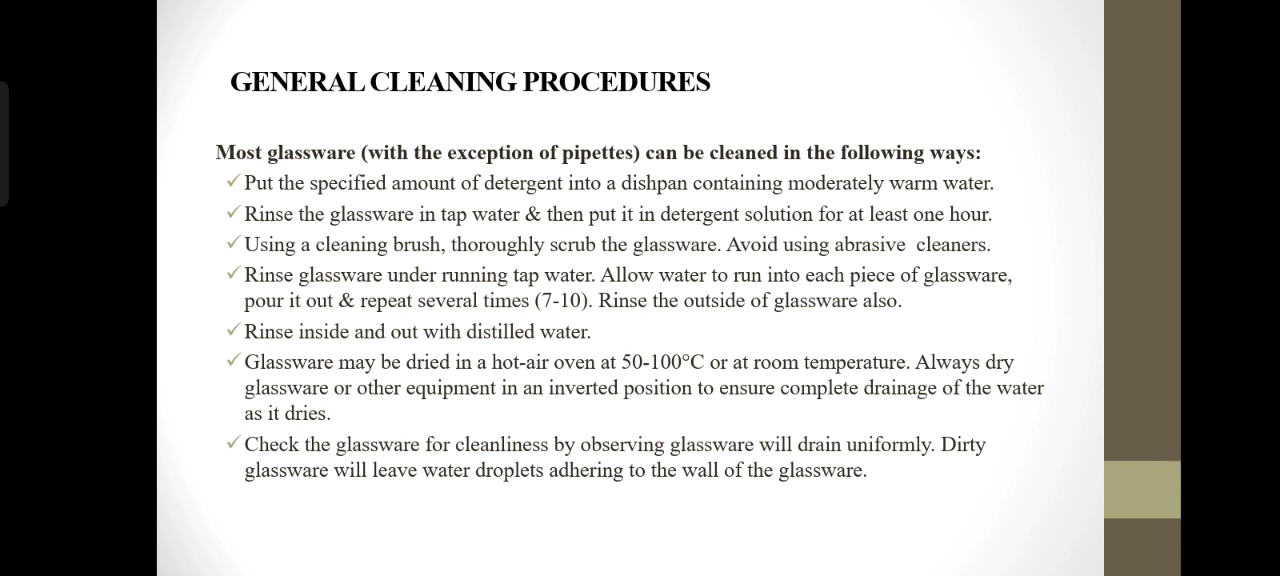 GENERAL CLEANING PROCEDURES
Most glassware (with the exception of pipettes) can be cleaned in the following ways:
✓Put the specified amount of detergent into a dishpan containing moderately warm water.
✓Rinse the glassware in tap water & then put it in detergent solution for at least one hour.
✓Using a cleaning brush, thoroughly scrub the glassware. Avoid using abrasive cleaners.
✓Rinse glassware under running tap water. Allow water to run into each piece of glassware,
pour it out & repeat several times (7-10). Rinse the outside of glassware also.
✓Rinse inside and out with distilled water.
✓Glassware may be dried in a hot-air oven at 50-100°C or at room temperature. Always dry
glassware or other equipment in an inverted position to ensure complete drainage of the water
as it dries.
✓Check the glassware for cleanliness by observing glassware will drain uniformly. Dirty
glassware will leave water droplets adhering to the wall of the glassware.